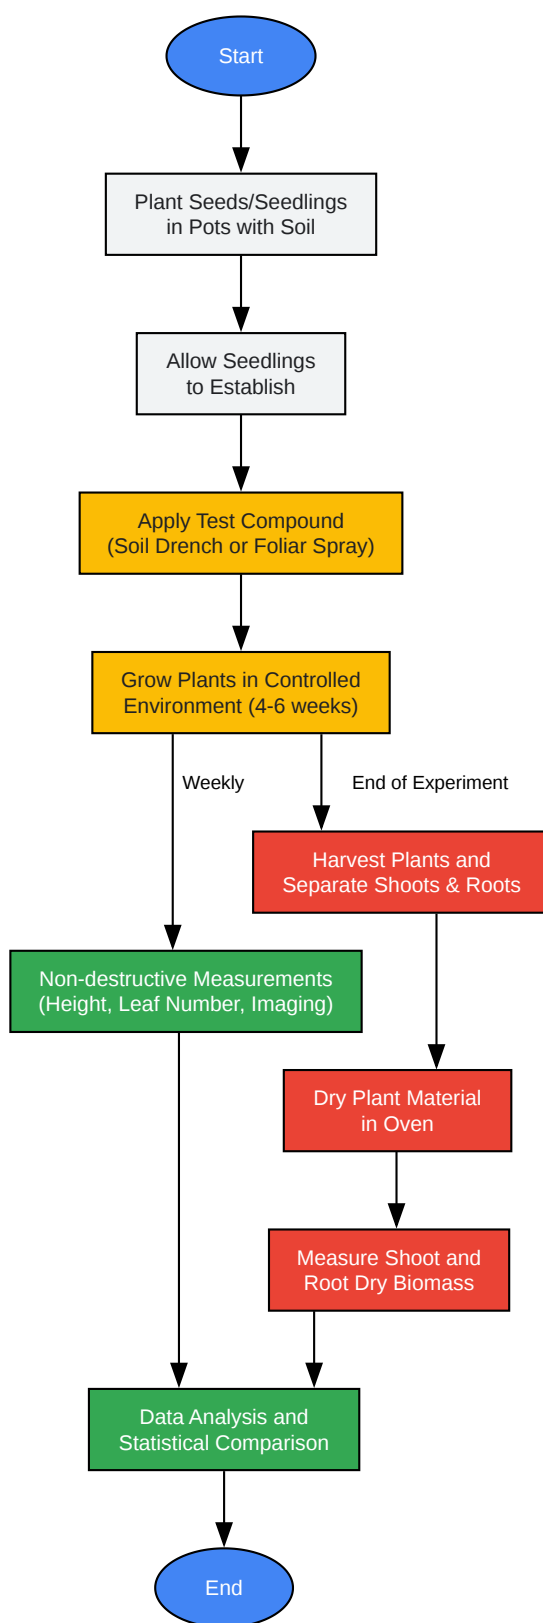 Start
Plant Seeds/Seedlings
in Pots with Soil
Allow Seedlings
to Establish
Apply Test Compound
(Soil Drench or Foliar Spray)
Grow Plants in Controlled
Environment (4-6 weeks)
Weekly
End of Experiment
Harvest Plants and
Separate Shoots & Roots
Non-destructive Measurements
(Height, Leaf Number, Imaging)
Dry Plant Material
in Oven
Measure Shoot and
Root Dry Biomass
Data Analysis and
Statistical Comparison
End